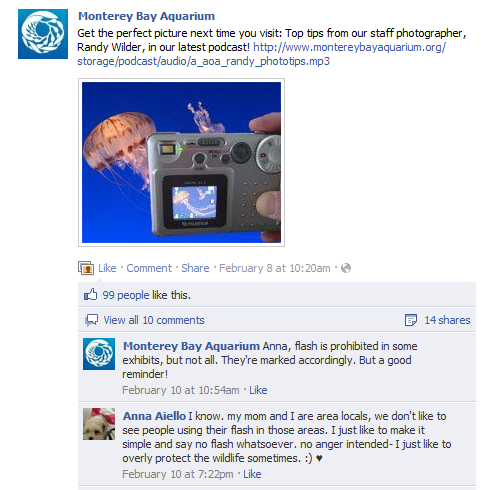 Monterey Bay Aquarium
Get the perfect picture next time you visit: Top tips from our staff photographer,
Randy Wilder, in our latest podcast! http://www.montereybayaquarium.org/
storage/podcast/audio/a_aoa_randy_phototips.mp3
Like · Comment · Share · February 8 at 10:20am ·
99 people like this.
View all 10 comments
14 shares
Monterey Bay Aquarium Anna, flash is prohibited in some
exhibits, but not all. They're marked accordingly. But a good
reminder!
February 10 at 10:54am · Like
Anna Aiello I know. my mom and I are area locals, we don't like to
see people using their flash in those areas. I just like to make it
simple and say no flash whatsoever. no anger intended- I just like to
overly protect the wildlife sometimes. :) ♥
February 10 at 7:22pm · Like